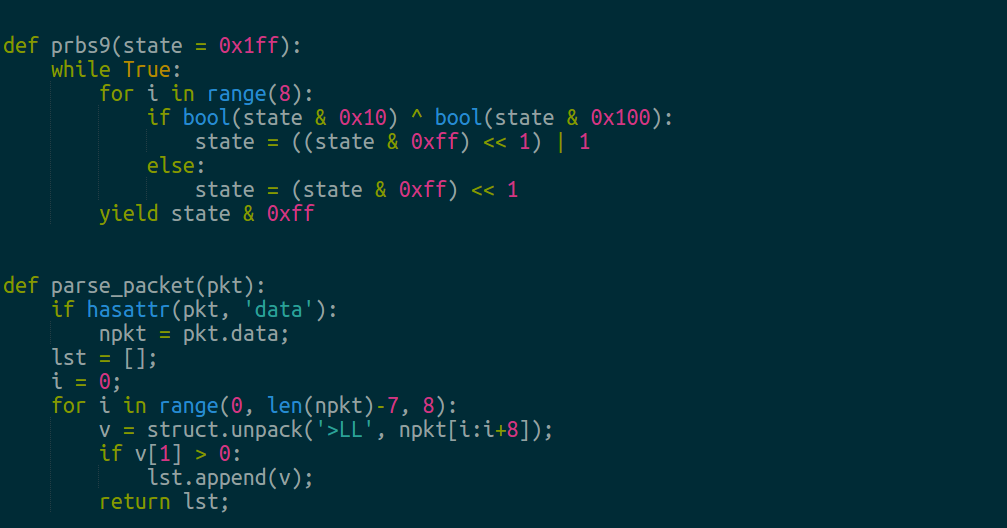 def prbs9(state = 0x1ff):
    while True:
        for i in range(8):
            if bool(state & 0x10) ^ bool(state & 0x100):
                state = ((state & 0xff) << 1) | 1
            else:
                state = (state & 0xff) << 1
        yield state & 0xff
def parse_packet(pkt):
    if hasattr(pkt, 'data'):
        npkt = pkt.data;
    lst = [];
    i = 0;
    for i in range(0, len(npkt)-7, 8):
        v = struct.unpack('>LL', npkt[i:i+8]);
        if v[1] > 0:
            lst.append(v);
        return lst;